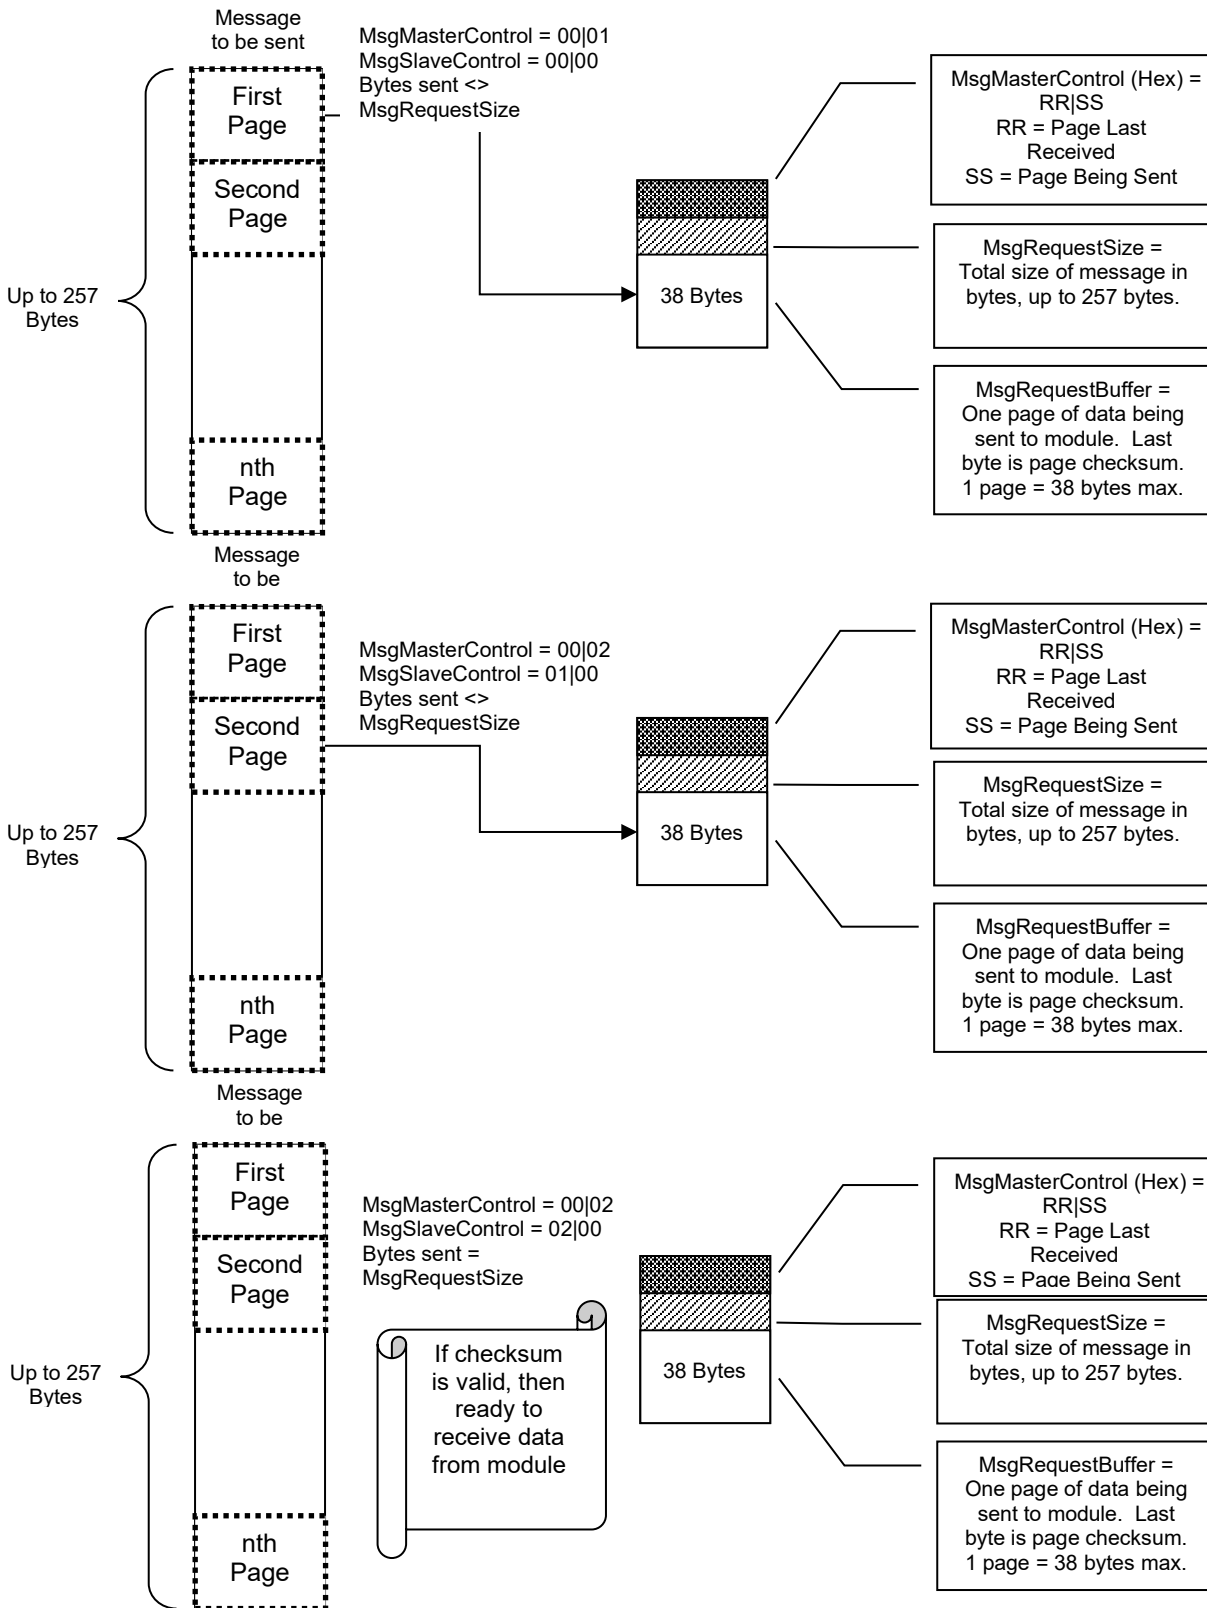 Message
to be sent
MsgMasterControl = 00|01
MsgSlaveControl = 00|00
Bytes sent <>
MsgRequestSize
First
Page
Second
Page
nth
Page
Up to 257
Bytes
38 Bytes
MsgMasterControl (Hex) =
RR|SS
RR = Page Last
Received
SS = Page Being Sent
MsgRequestSize =
Total size of message in
bytes, up to 257 bytes.
MsgRequestBuffer =
One page of data being
sent to module.  Last
byte is page checksum.
1 page = 38 bytes max.
Message
to be
First
Page
Second
Page
nth
Page
Up to 257
Bytes
MsgMasterControl = 00|02
MsgSlaveControl = 01|00
Bytes sent <>
MsgRequestSize
38 Bytes
MsgMasterControl (Hex) =
RR|SS
RR = Page Last
Received
SS = Page Being Sent
MsgRequestSize =
Total size of message in
bytes, up to 257 bytes.
MsgRequestBuffer =
One page of data being
sent to module.  Last
byte is page checksum.
1 page = 38 bytes max.
Message
to be
First
Page
Second
Page
nth
Page
Up to 257
Bytes
MsgMasterControl = 00|02
MsgSlaveControl = 02|00
Bytes sent =
MsgRequestSize
If checksum
is valid, then
ready to
receive data
from module
38 Bytes
MsgMasterControl (Hex) =
RR|SS
RR = Page Last
Received
SS = Page Being Sent
MsgRequestSize =
Total size of message in
bytes, up to 257 bytes.
MsgRequestBuffer =
One page of data being
sent to module.  Last
byte is page checksum.
1 page = 38 bytes max.